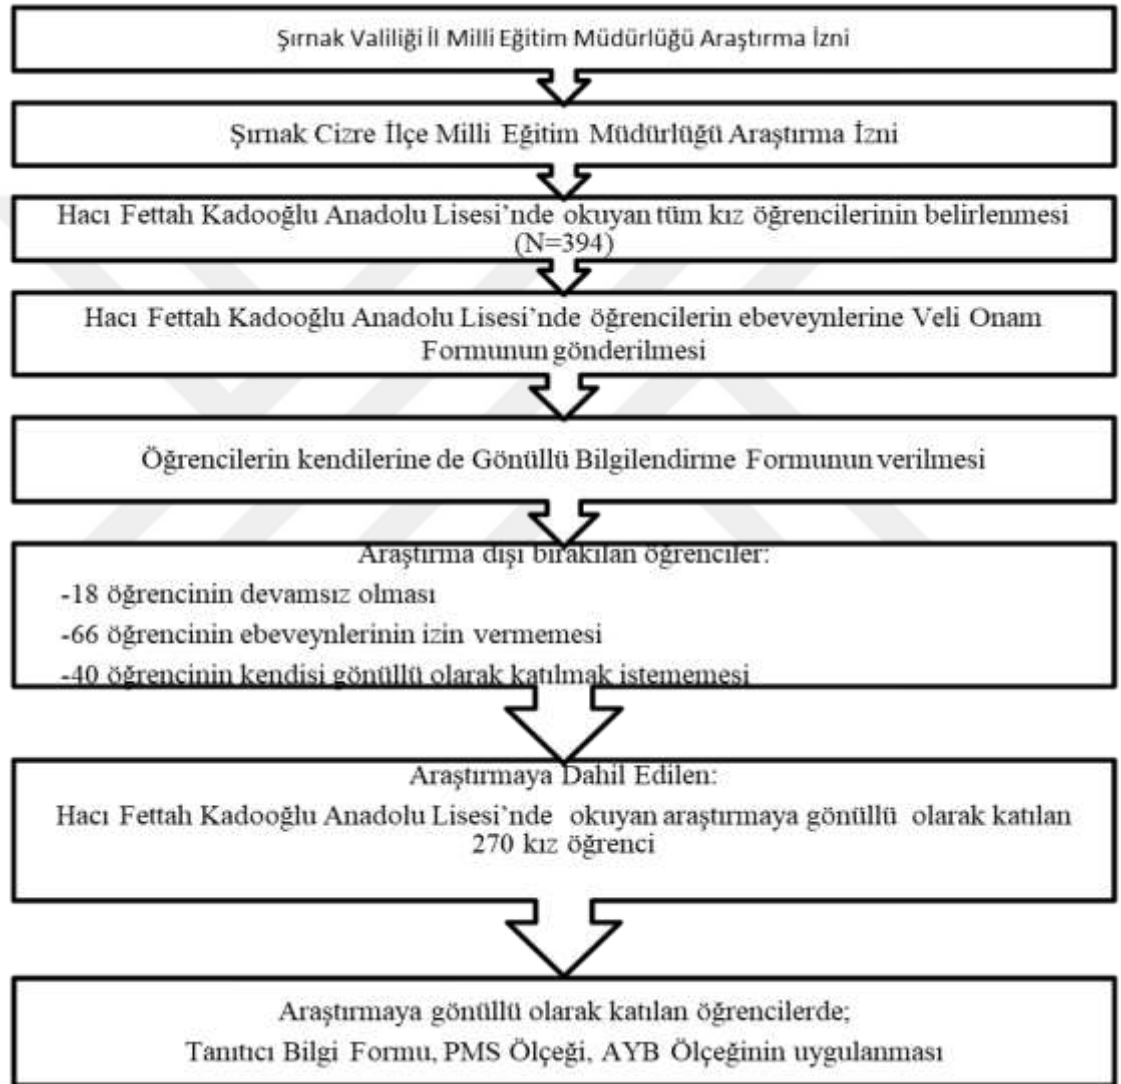 Şırnak Valiliği İl Milli Eğitim Müdürlüğü Araştırma İzni
Şırnak Cizre İlçe Milli Eğitim Müdürlüğü Araştırma İzni
Hacı Fettah Kadooğlu Anadolu Lisesi’nde okuyan tüm kız öğrencilerinin belirlenmesi
(N=394)
Hacı Fettah Kadooğlu Anadolu Lisesi’nde öğrencilerin ebeveynlerine Veli Onam
Formunun gönderilmesi
Öğrencilerin kendilerine de Gönüllü Bilgilendirme Formunun verilmesi
Araştırma dışı bırakılan öğrenciler:
-18 öğrencinin devamsız olması
-66 öğrencinin ebeveynlerinin izin vermemesi
-40 öğrencinin kendisi gönüllü olarak katılmak istememesi
Araştırmaya Dahil Edilen:
Hacı Fettah Kadooğlu Anadolu Lisesi’nde okuyan araştırmaya gönüllü olarak katılan
270 kız öğrenci
Araştırmaya gönüllü olarak katılan öğrencilerde;
Tanıtıcı Bilgi Formu, PMS Ölçeği, AYB Ölçeğinin uygulanması